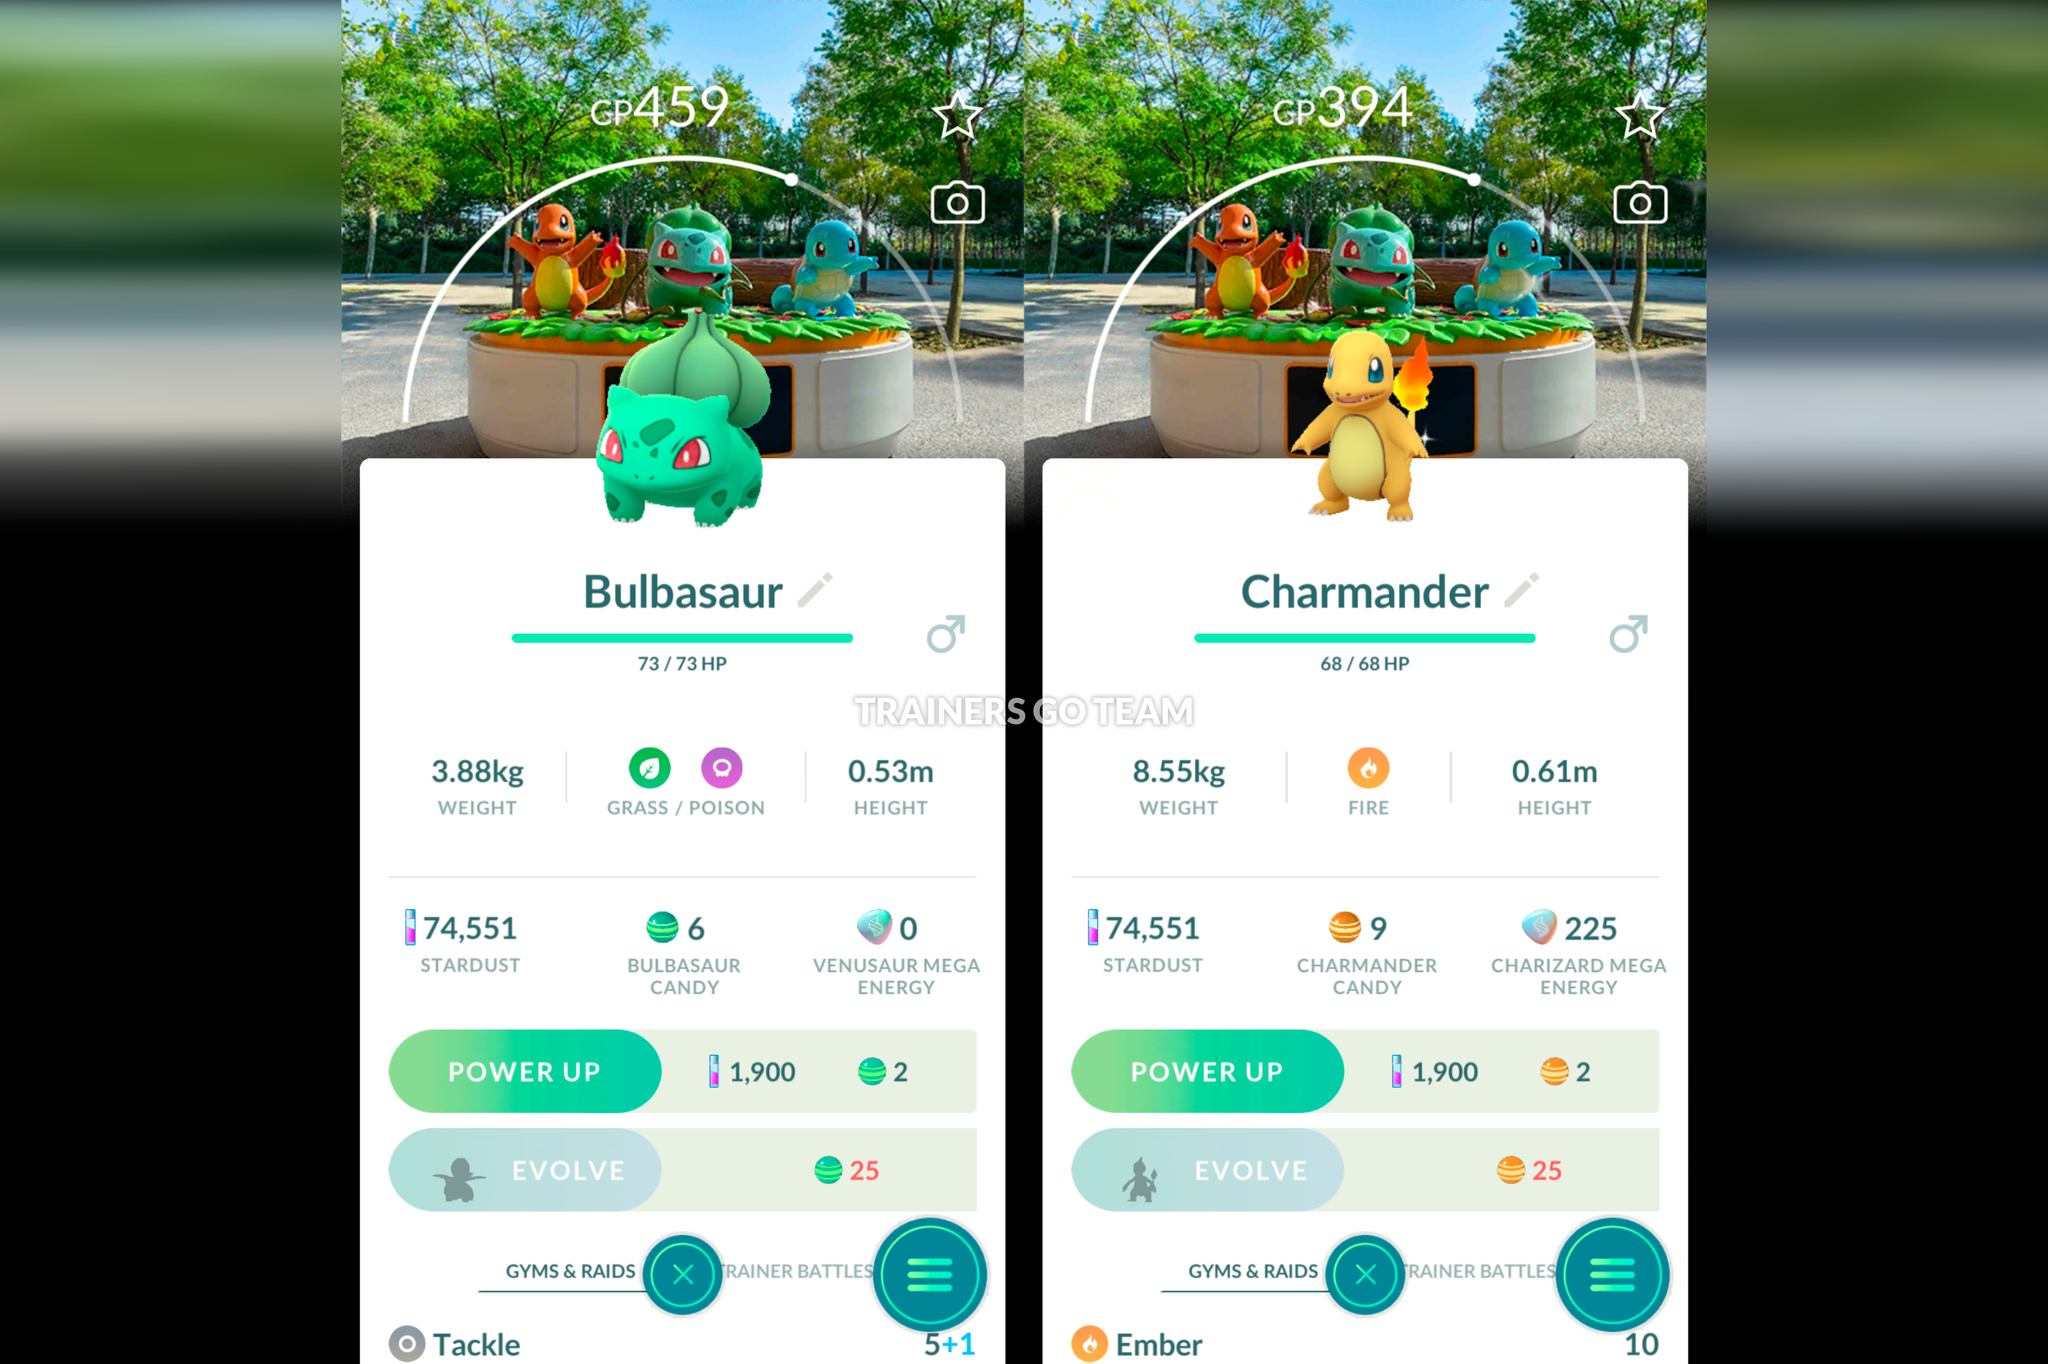 CP459
Bulbasaur
73 / 73 HP
3.88kg
WEIGHT
GRASS / POISON
0.53m
HEIGHT
74,551
STARDUST
6
BULBASAUR
CANDY
0
VENUSAUR MEGA
ENERGY
POWER UP
1,900
2
EVOLVE
25
GYMS & RAIDS
TRAINER BATTLES
Tackle
5+1
CP394
Charmander
68 / 68 HP
TRAINERS GO TEAM
8.55kg
WEIGHT
FIRE
0.61m
HEIGHT
74,551
STARDUST
9
CHARMANDER
CANDY
225
CHARIZARD MEGA
ENERGY
POWER UP
1,900
2
EVOLVE
25
GYMS & RAIDS
TRAINER BATTLES
Ember
10